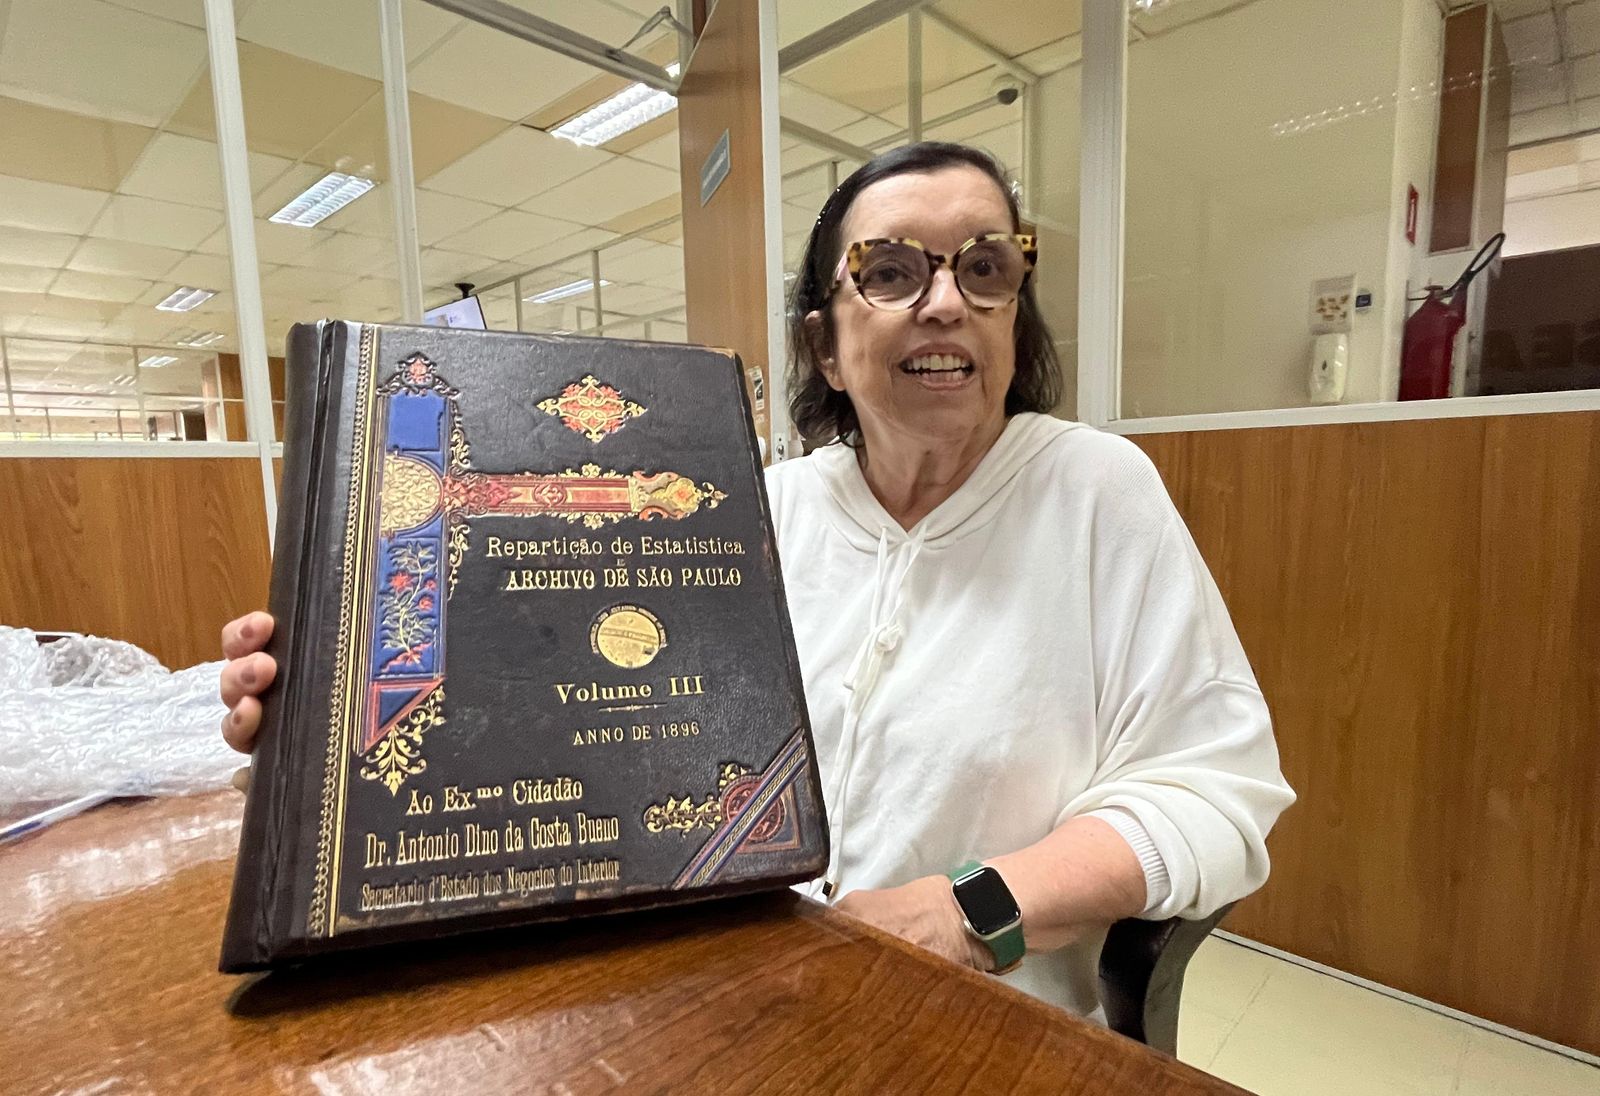 Repartição de Estatistica
E
ARCHIVO DE SÃO PAULO
Volume III
ANNO DE 1896
Ao Ex.mo Cidadão
Dr. Antonio Dino da Costa Bueno
Secretario d'Estado dos Negocios do Interior